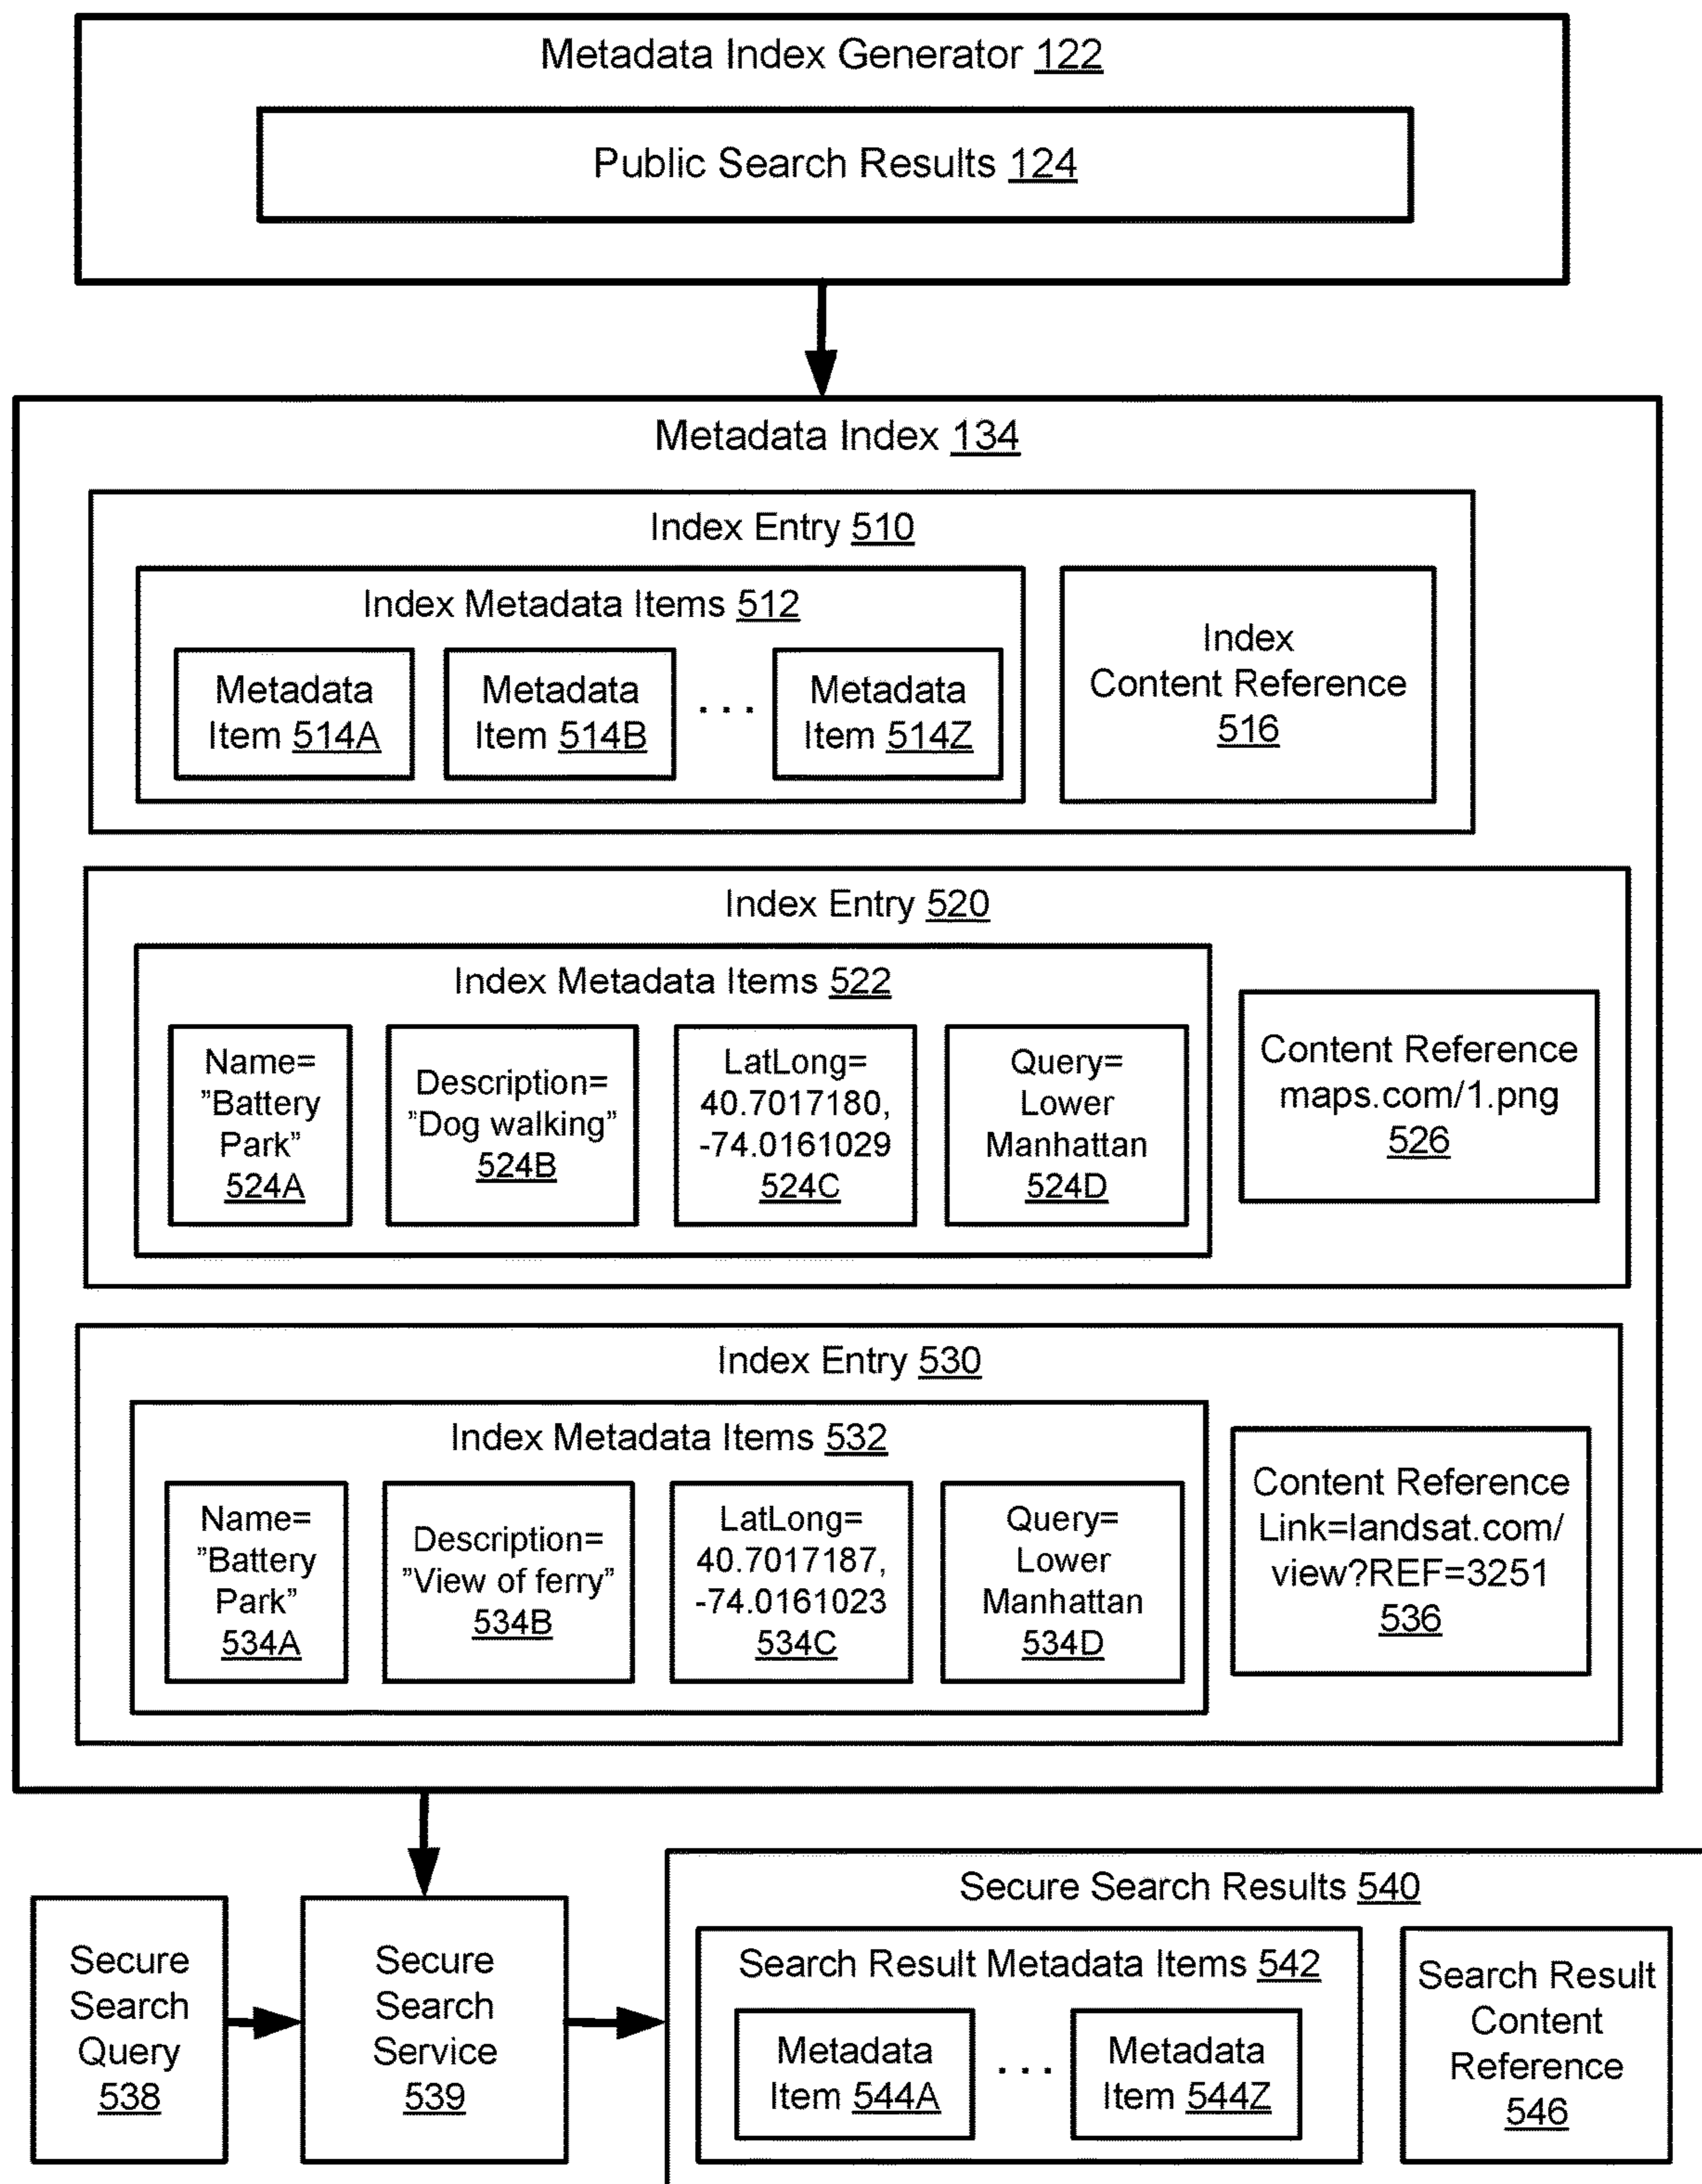 Metadata Index Generator 122
Public Search Results 124
Metadata Index 134
Index Entry 510
Index Metadata Items 512
Metadata
Item 514A
Metadata
Item 514B
. . .
Metadata
Item 514Z
Index
Content Reference
516
Index Entry 520
Index Metadata Items 522
Name=
”Battery
Park”
524A
Description=
”Dog walking”
524B
LatLong=
40.7017180,
-74.0161029
524C
Query=
Lower
Manhattan
524D
Content Reference
maps.com/1.png
526
Index Entry 530
Index Metadata Items 532
Name=
”Battery
Park”
534A
Description=
”View of ferry”
534B
LatLong=
40.7017187,
-74.0161023
534C
Query=
Lower
Manhattan
534D
Content Reference
Link=landsat.com/
view?REF=3251
536
Secure
Search
Query
538
Secure
Search
Service
539
Secure Search Results 540
Search Result Metadata Items 542
Metadata
Item 544A
. . .
Metadata
Item 544Z
Search Result
Content
Reference
546